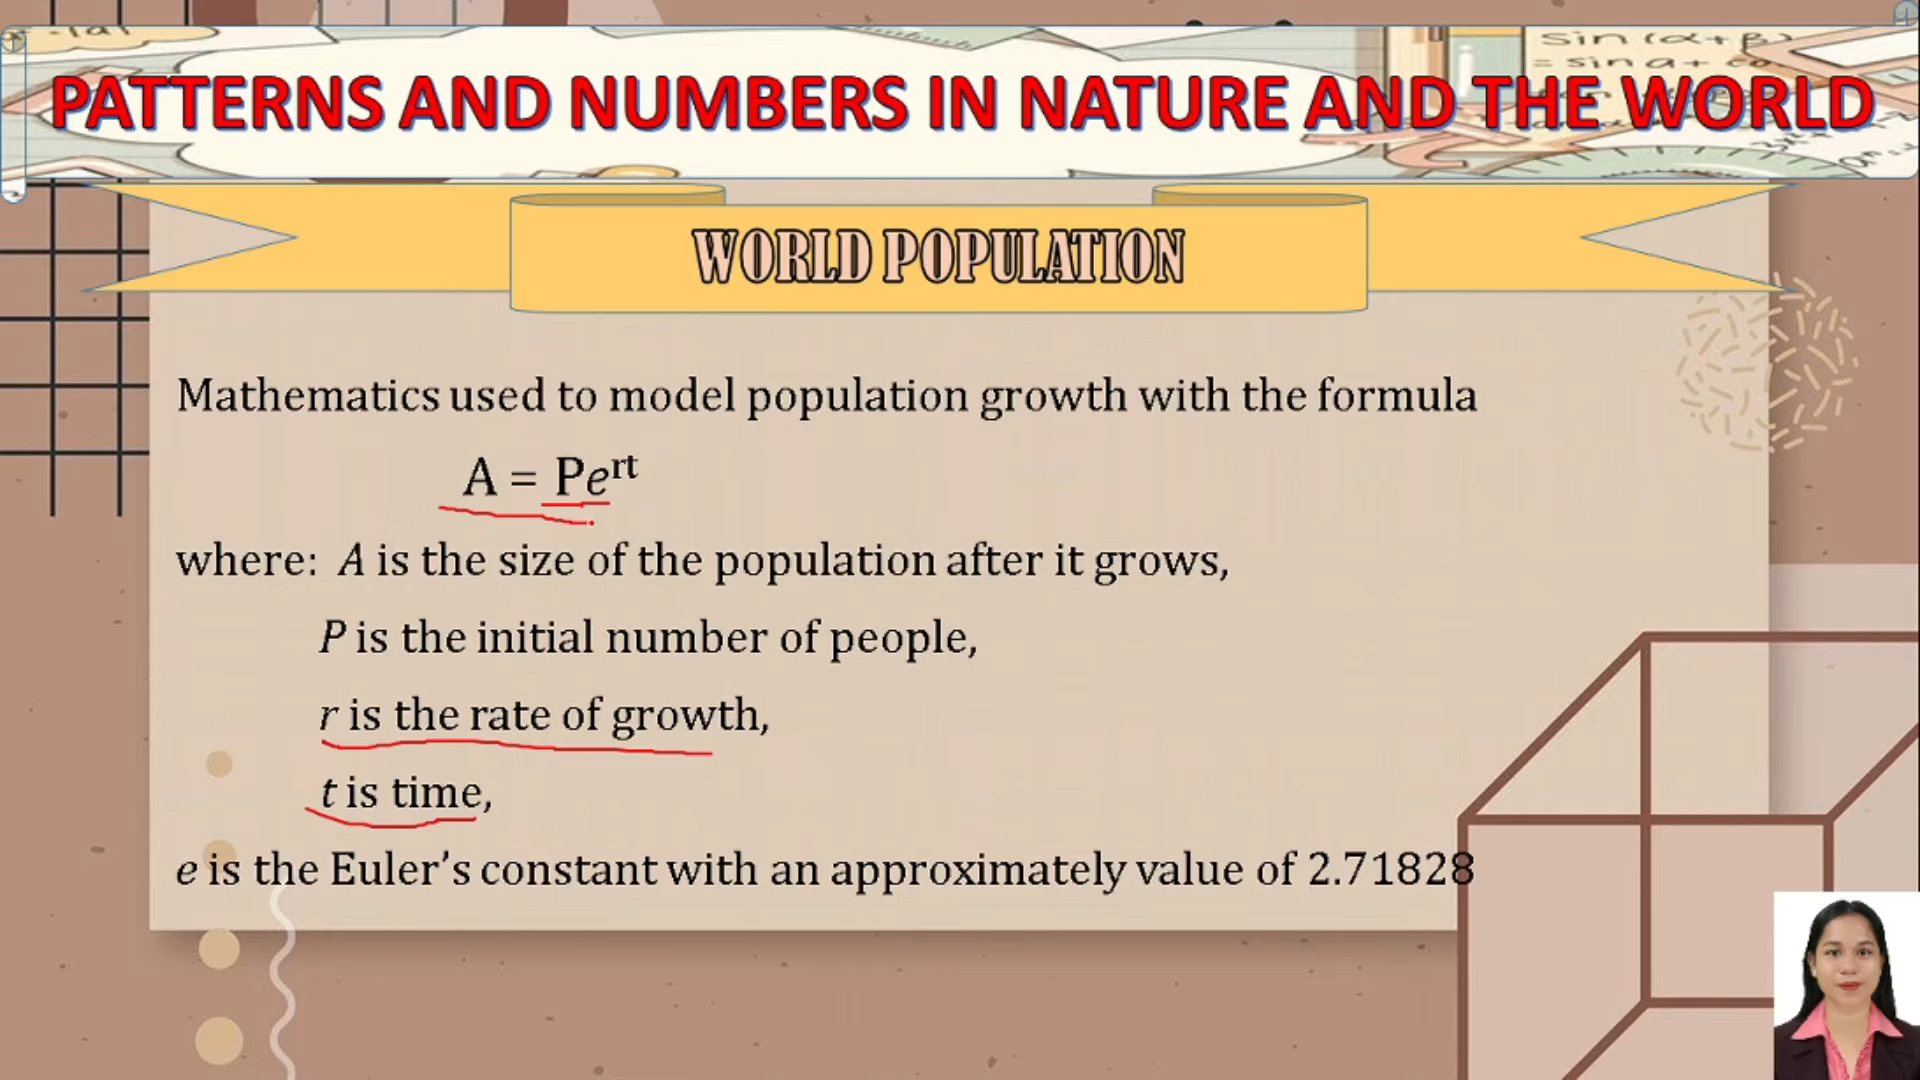 PATTERNS AND NUMBERS IN NATURE AND THE WORLD
WORLD POPULATION
Mathematics used to model population growth with the formula
A = Pe^rt
where: A is the size of the population after it grows,
P is the initial number of people,
r is the rate of growth,
t is time,
e is the Euler's constant with an approximately value of 2.71828